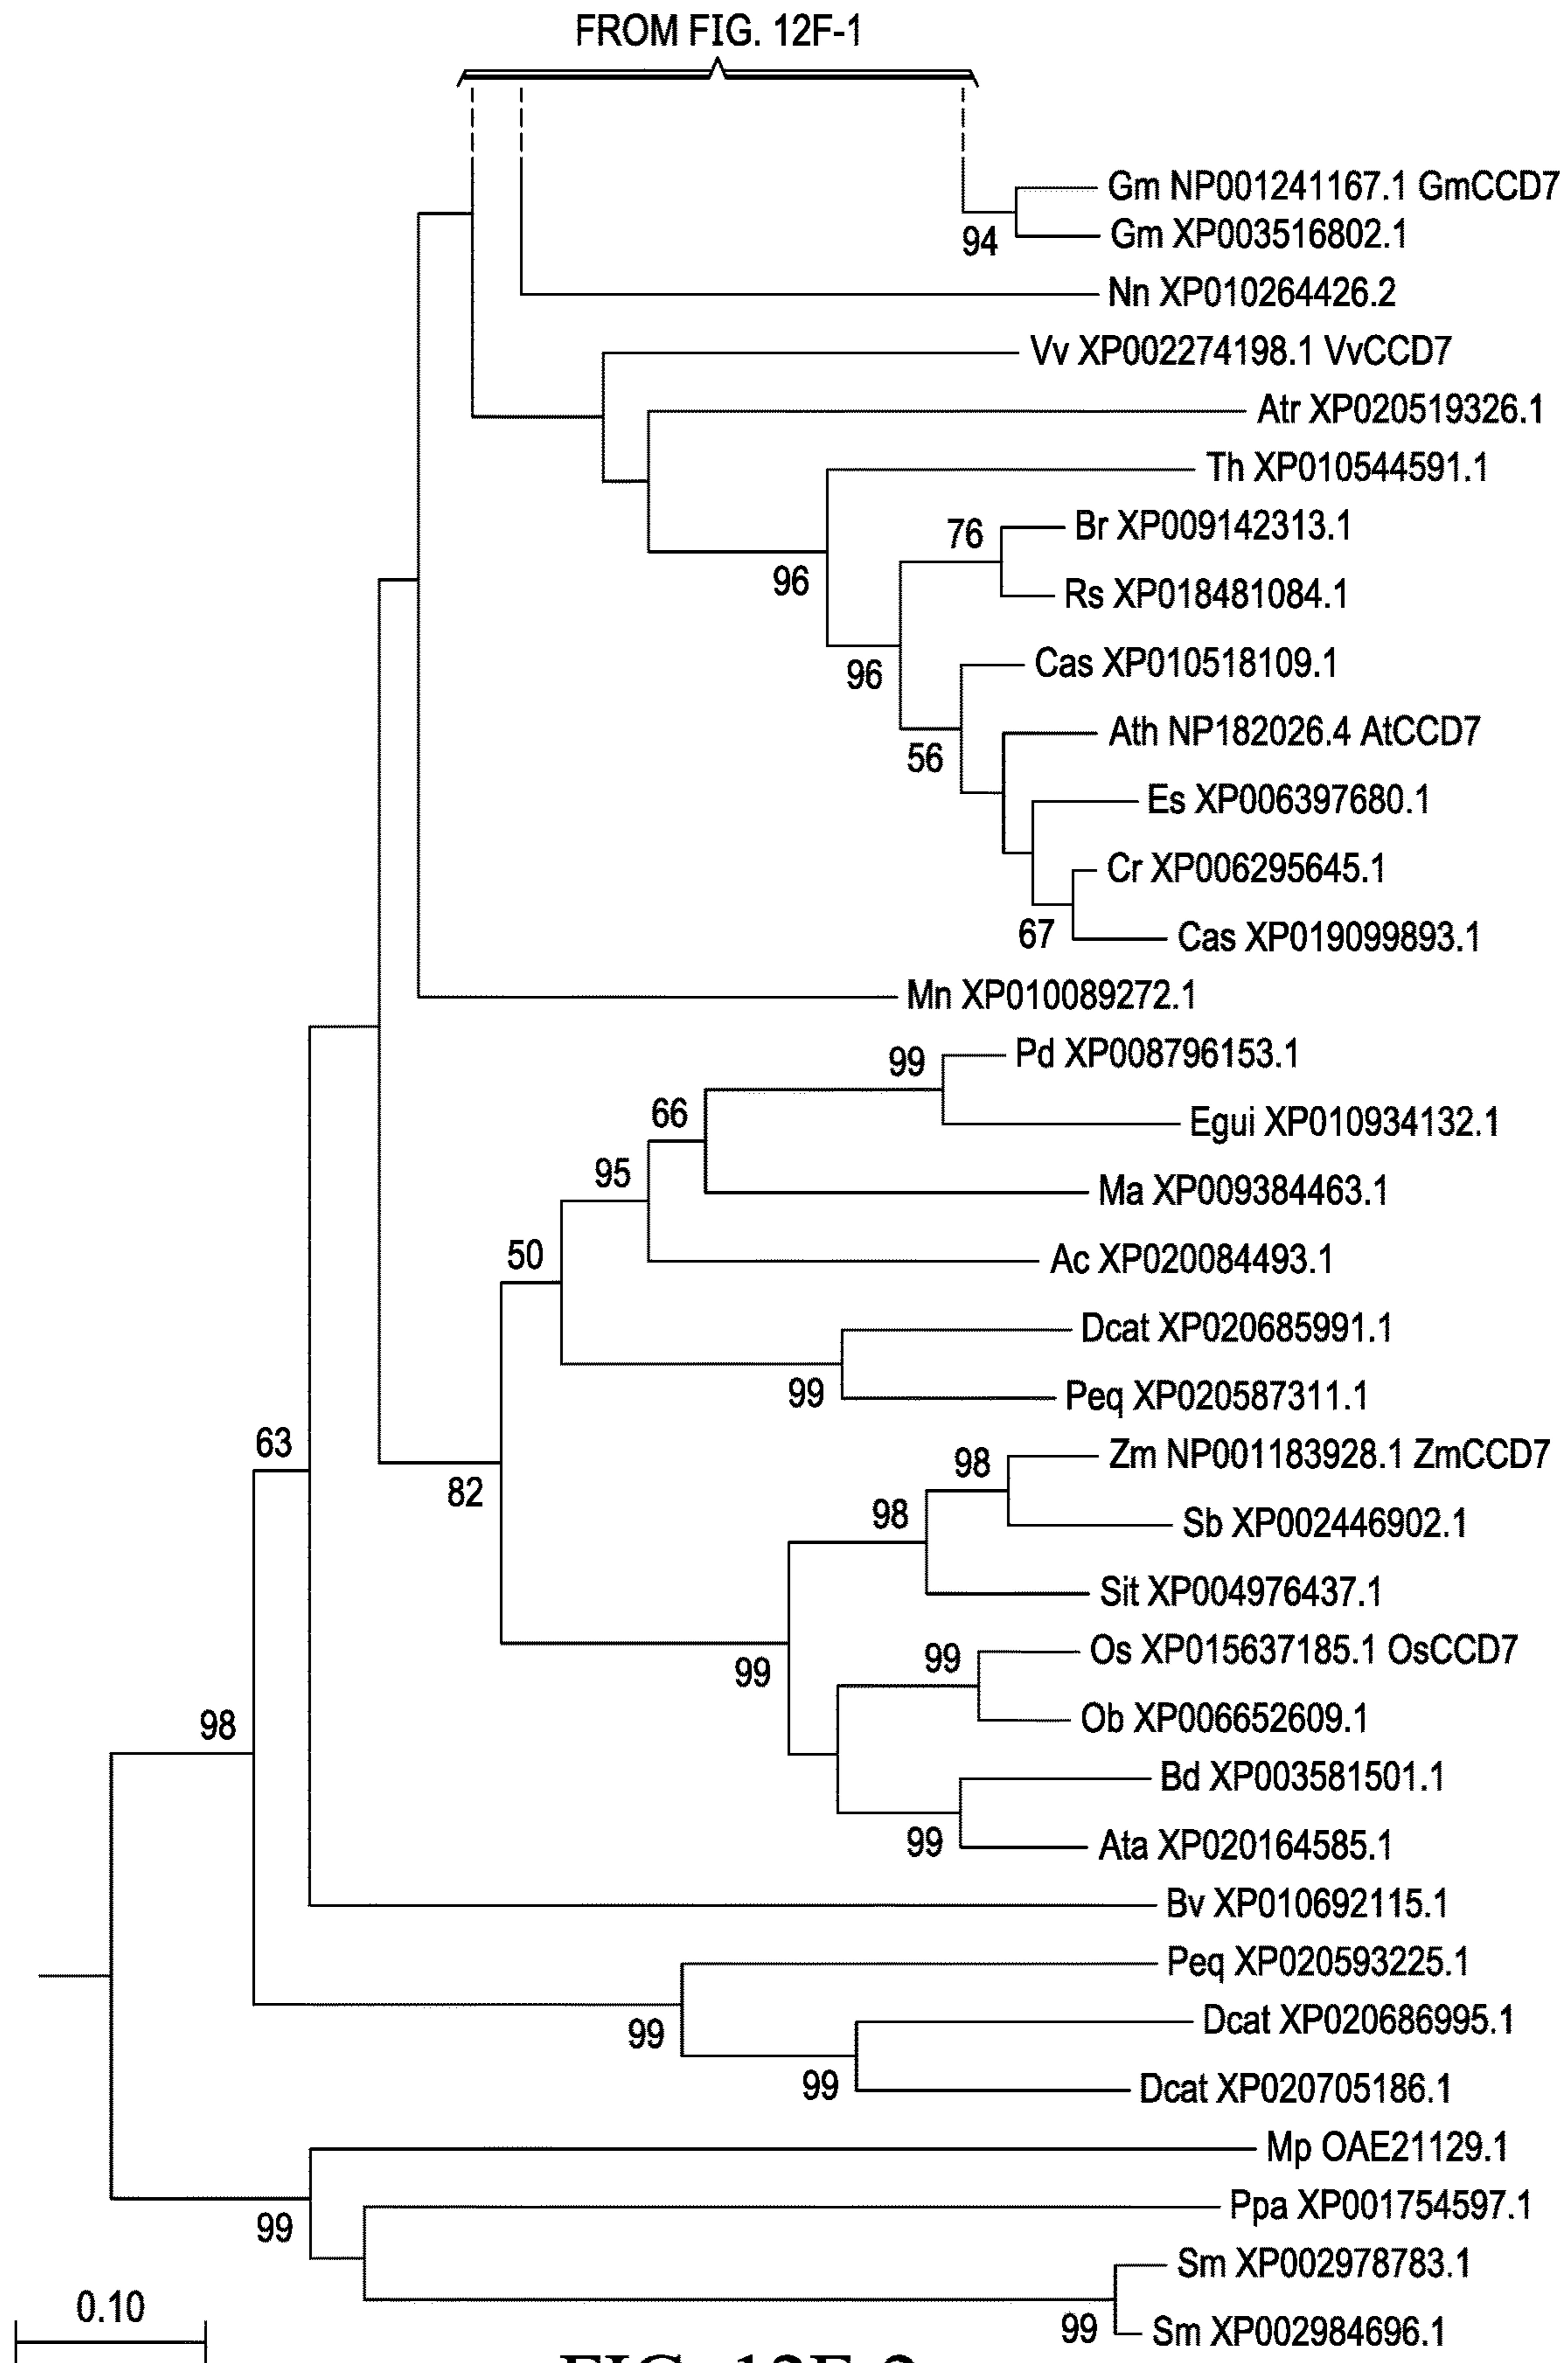 FROM FIG. 12F-1
Gm NP001241167.1 GmCCD7
Gm XP003516802.1
94
Nn XP010264426.2
Vv XP002274198.1 VvCCD7
Atr XP020519326.1
Th XP010544591.1
76
Br XP009142313.1
96
Rs XP018481084.1
96
Cas XP010518109.1
Ath NP182026.4 AtCCD7
56
Es XP006397680.1
Cr XP006295645.1
67
Cas XP019099893.1
Mn XP010089272.1
99
Pd XP008796153.1
66
Egui XP010934132.1
95
Ma XP009384463.1
50
Ac XP020084493.1
Dcat XP020685991.1
99
Peq XP020587311.1
63
Zm NP001183928.1 ZmCCD7
98
82
98
Sb XP002446902.1
Sit XP004976437.1
99
99
Os XP015637185.1 OsCCD7
98
Ob XP006652609.1
Bd XP003581501.1
99
Ata XP020164585.1
Bv XP010692115.1
Peq XP020593225.1
99
Dcat XP020686995.1
99
Dcat XP020705186.1
Mp OAE21129.1
99
Ppa XP001754597.1
Sm XP002978783.1
0.10
99
Sm XP002984696.1